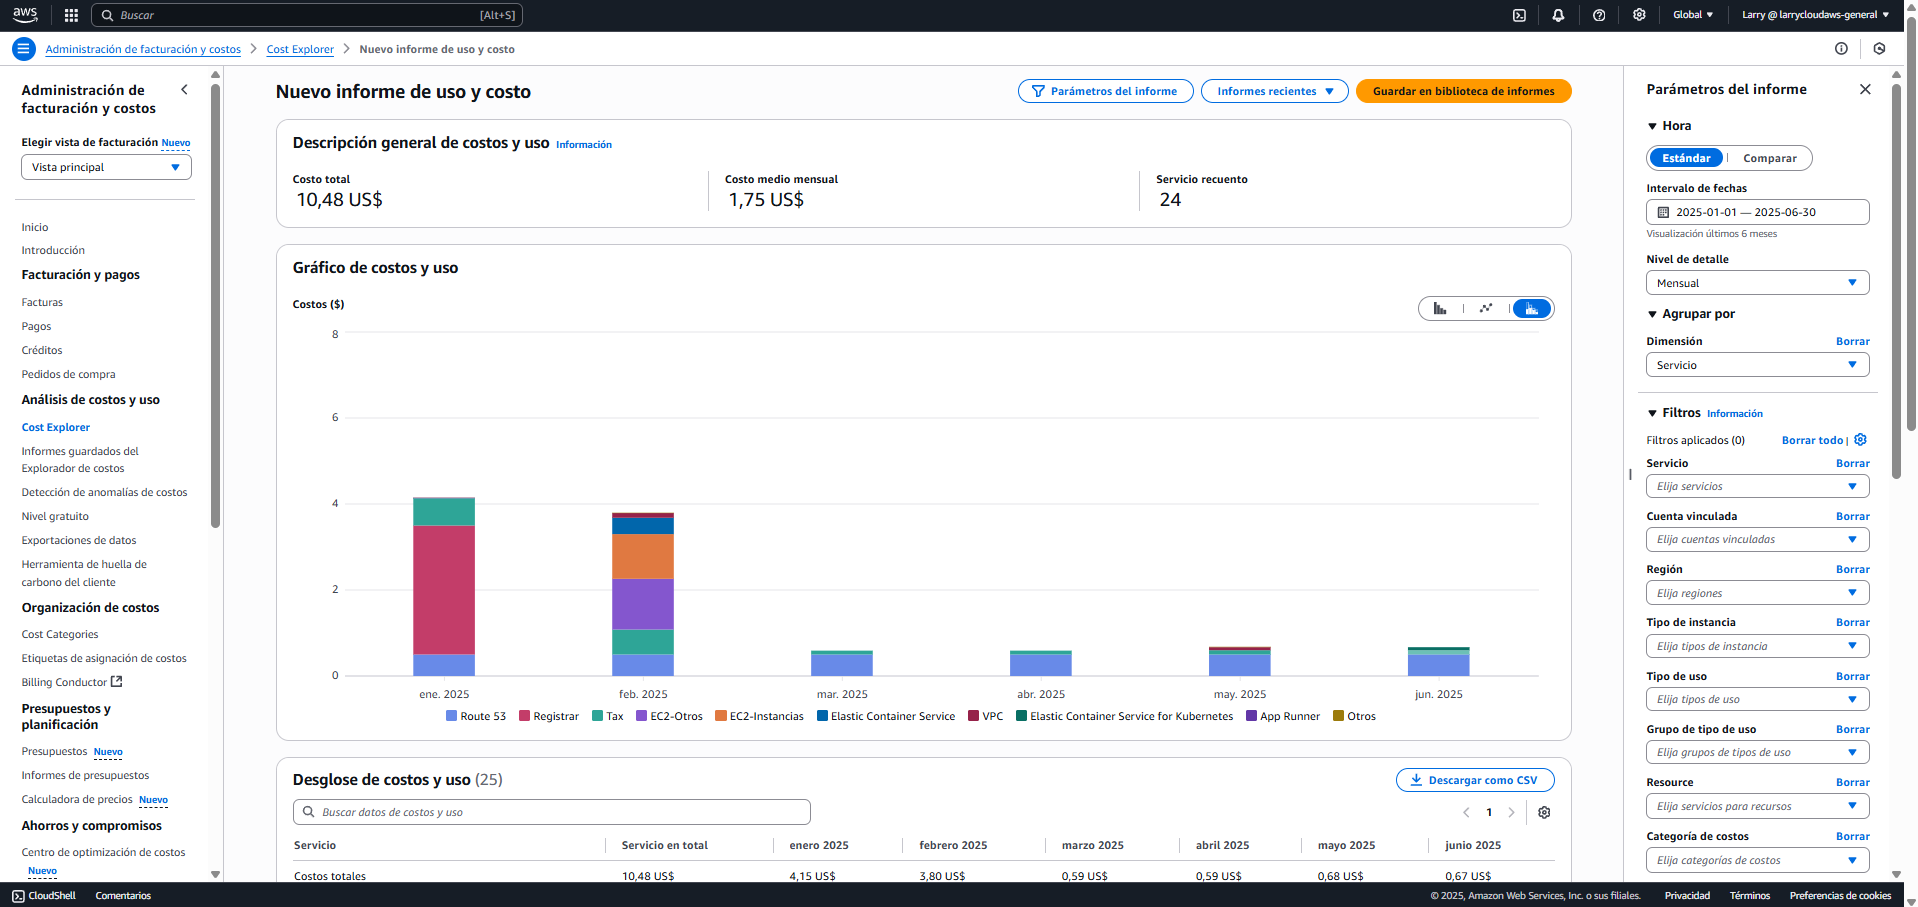 aws
Buscar
[Alt+S]
Global
Larry @ larrycloudaws-general
Administración de facturación y costos
Cost Explorer
Nuevo informe de uso y costo
Administración de
facturación y costos
Elegir vista de facturación Nuevo
Vista principal
Inicio
Introducción
Facturación y pagos
Facturas
Pagos
Créditos
Pedidos de compra
Análisis de costos y uso
Cost Explorer
Informes guardados del
Explorador de costos
Detección de anomalías de costos
Nivel gratuito
Exportaciones de datos
Herramienta de huella de
carbono del cliente
Organización de costos
Cost Categories
Etiquetas de asignación de costos
Billing Conductor
Presupuestos y
planificación
Presupuestos Nuevo
Informes de presupuestos
Calculadora de precios Nuevo
Ahorros y compromisos
Centro de optimización de costos
Nuevo
Nuevo informe de uso y costo
Parámetros del informe
Informes recientes
Guardar en biblioteca de informes
Descripción general de costos y uso Información
Costo total
10,48 US$
Costo medio mensual
1,75 US$
Servicio recuento
24
Gráfico de costos y uso
Costos ($)
8
6
4
2
0
ene. 2025
feb. 2025
mar. 2025
abr. 2025
may. 2025
jun. 2025
Route 53
Registrar
Tax
EC2-Otros
EC2-Instancias
Elastic Container Service
VPC
Elastic Container Service for Kubernetes
App Runner
Otros
Desglose de costos y uso (25)
Descargar como CSV
Buscar datos de costos y uso
1
Servicio
Servicio en total
enero 2025
febrero 2025
marzo 2025
abril 2025
mayo 2025
junio 2025
Costos totales
10,48 US$
4,15 US$
3,80 US$
0,59 US$
0,59 US$
0,68 US$
0,67 US$
Parámetros del informe
Hora
Estándar
Comparar
Intervalo de fechas
2025-01-01 — 2025-06-30
Visualización últimos 6 meses
Nivel de detalle
Mensual
Agrupar por
Dimensión
Borrar
Servicio
Filtros Información
Filtros aplicados (0)
Borrar todo
Servicio
Borrar
Elija servicios
Cuenta vinculada
Borrar
Elija cuentas vinculadas
Región
Borrar
Elija regiones
Tipo de instancia
Borrar
Elija tipos de instancia
Tipo de uso
Borrar
Elija tipos de uso
Grupo de tipo de uso
Borrar
Elija grupos de tipos de uso
Resource
Borrar
Elija servicios para recursos
Categoría de costos
Borrar
Elija categorías de costos
CloudShell
Comentarios
© 2025, Amazon Web Services, Inc. o sus filiales.
Privacidad
Términos
Preferencias de cookies